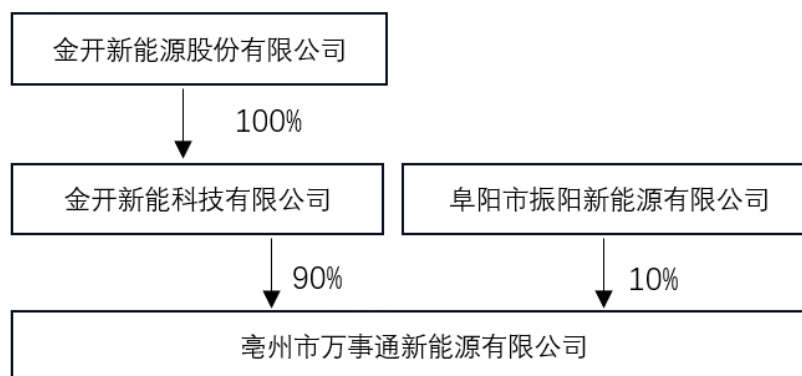 金开新能源股份有限公司
100%
金开新能科技有限公司
阜阳市振阳新能源有限公司
90%
10%
亳州市万事通新能源有限公司